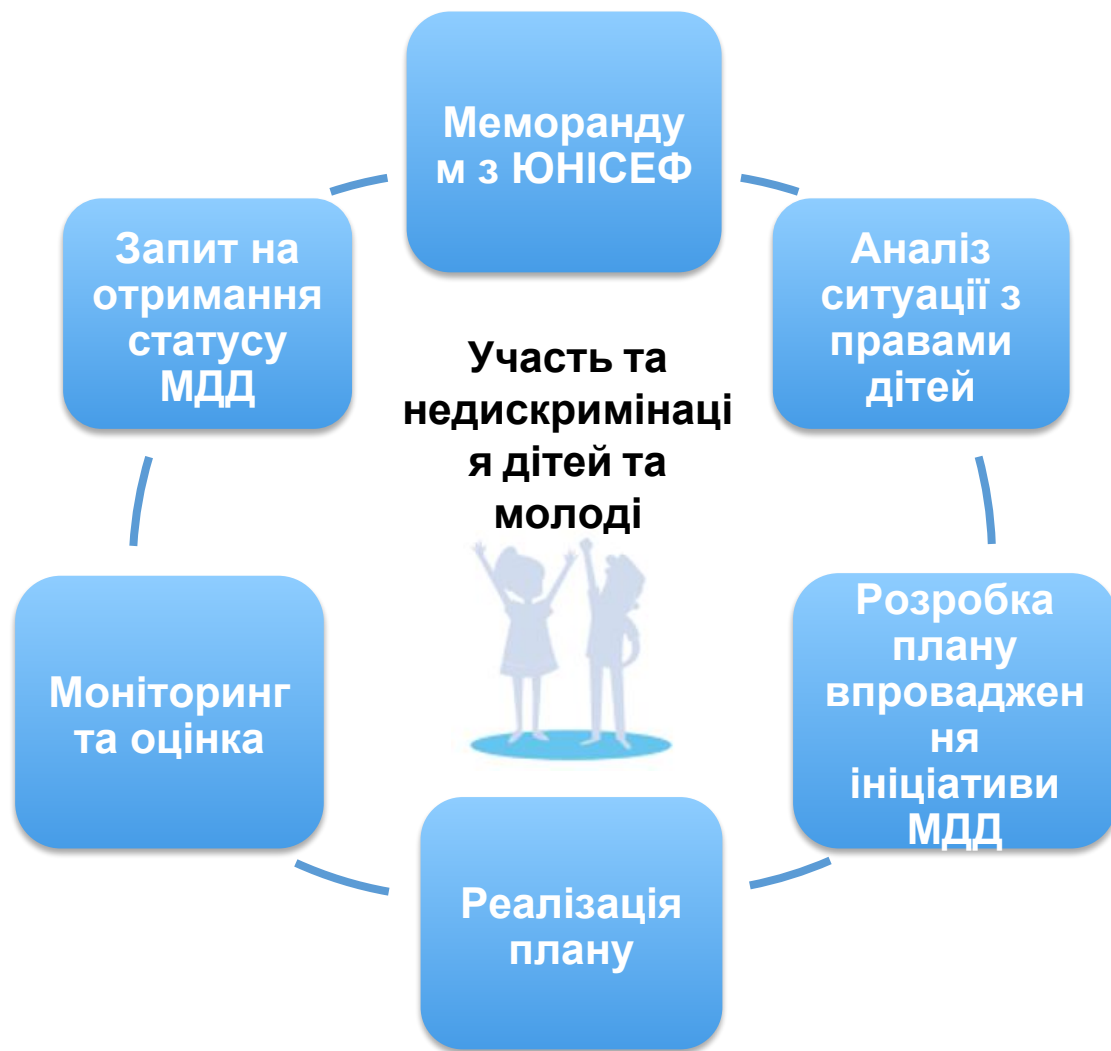 Меморанду
м з ЮНІСЕФ
Аналіз
ситуації з
правами
дітей
Розробка
плану
впроваджен
ня
ініціативи
МДД
Реалізація
плану
Моніторинг
та оцінка
Запит на
отримання
статусу
МДД
Участь та
недискримінаці
я дітей та
молоді